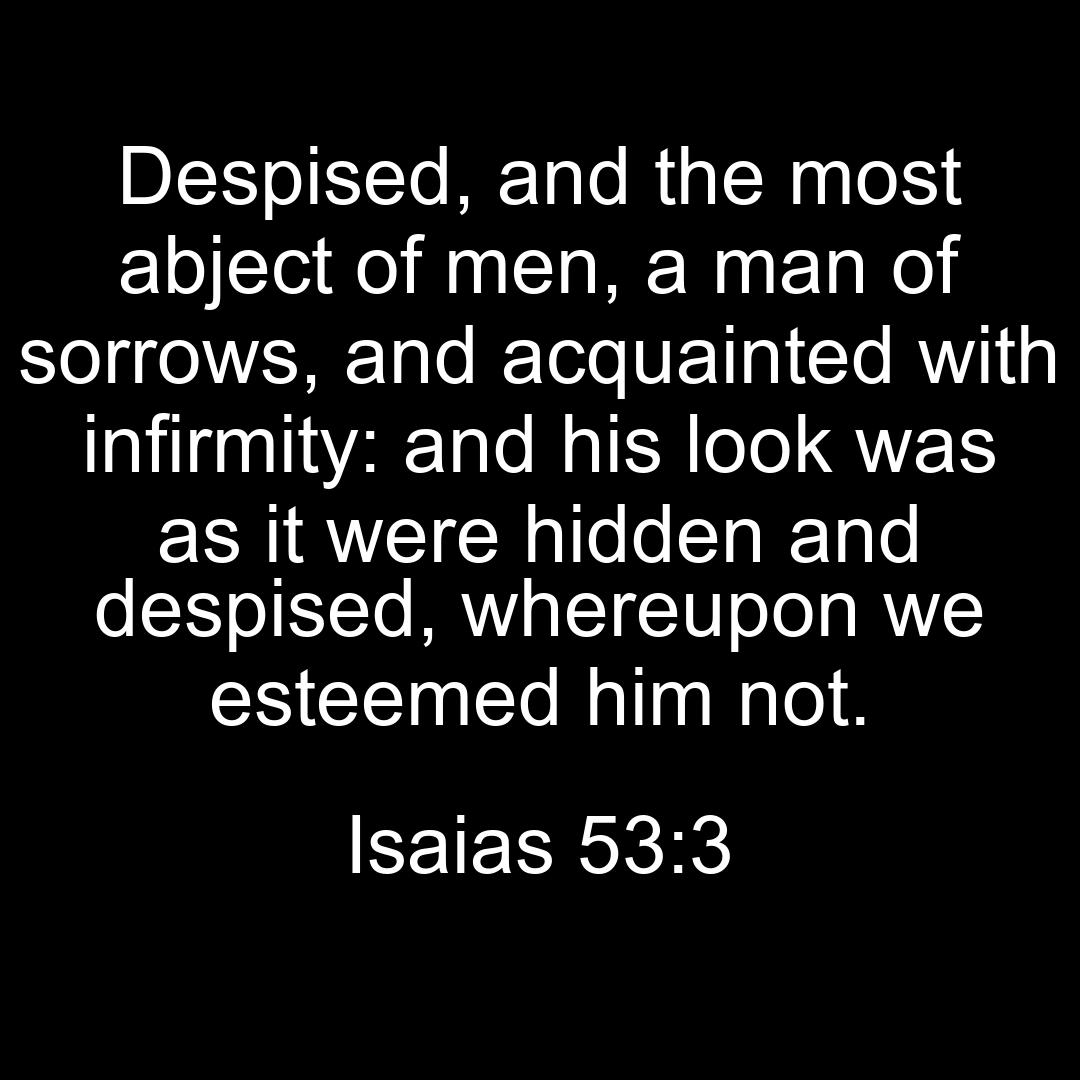 Despised, and the most
abject of men, a man of
sorrows, and acquainted with
infirmity: and his look was
as it were hidden and
despised, whereupon we
esteemed him not.
Isaias 53:3